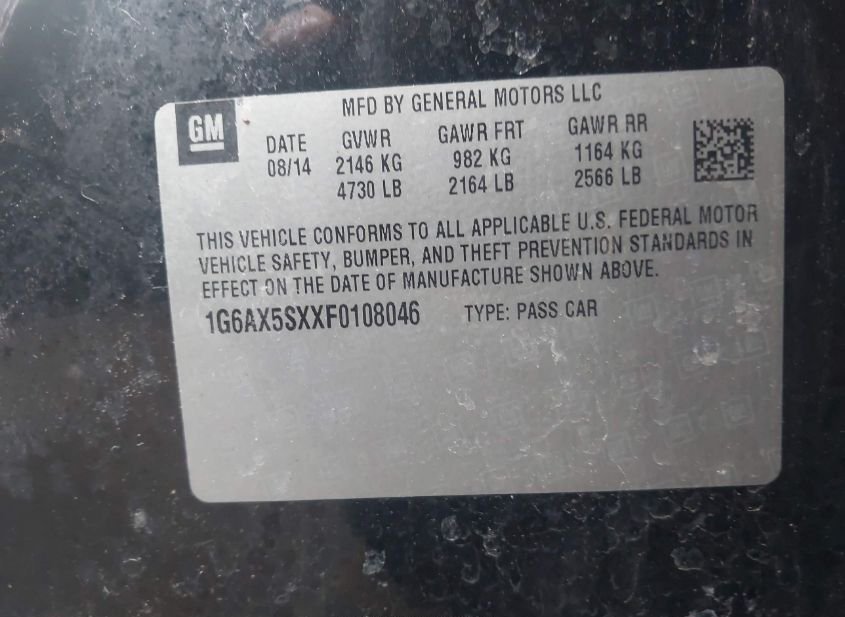 GM
MFD BY GENERAL MOTORS LLC
DATE GVWR GAWR FRT GAWR RR
08/14 2146 KG 982 KG 1164 KG
4730 LB 2164 LB 2566 LB
THIS VEHICLE CONFORMS TO ALL APPLICABLE U.S. FEDERAL MOTOR
VEHICLE SAFETY, BUMPER, AND THEFT PREVENTION STANDARDS IN
EFFECT ON THE DATE OF MANUFACTURE SHOWN ABOVE.
1G6AX5SXXF0108046 TYPE: PASS CAR